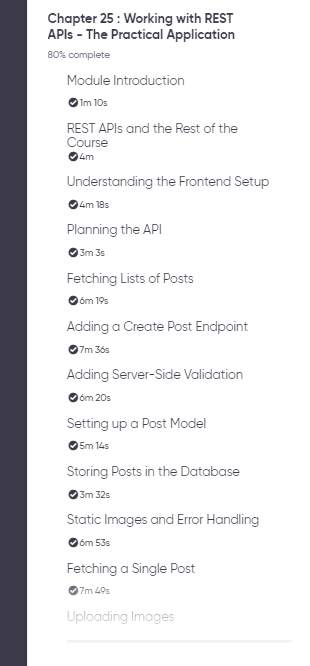 Chapter 25 : Working with REST
APIs - The Practical Application
80% complete
Module Introduction
1m 10s
REST APIs and the Rest of the
Course
4m
Understanding the Frontend Setup
4m 18s
Planning the API
3m 3s
Fetching Lists of Posts
6m 19s
Adding a Create Post Endpoint
7m 36s
Adding Server-Side Validation
6m 20s
Setting up a Post Model
5m 14s
Storing Posts in the Database
3m 32s
Static Images and Error Handling
6m 53s
Fetching a Single Post
7m 49s
Uploading Images